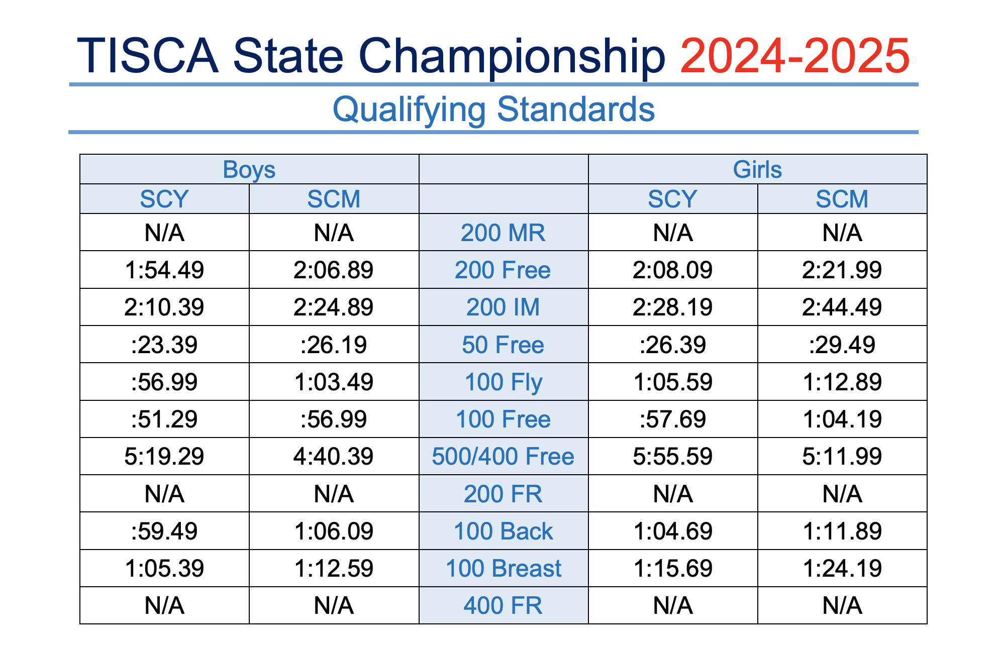 TISCA State Championship 2024-2025
Qualifying Standards
Boys Girls
SCY SCM SCY SCM
N/A N/A 200 MR N/A N/A
1:54.49 2:06.89 200 Free 2:08.09 2:21.99
2:10.39 2:24.89 200 IM 2:28.19 2:44.49
:23.39 :26.19 50 Free :26.39 :29.49
:56.99 1:03.49 100 Fly 1:05.59 1:12.89
:51.29 :56.99 100 Free :57.69 1:04.19
5:19.29 4:40.39 500/400 Free 5:55.59 5:11.99
N/A N/A 200 FR N/A N/A
:59.49 1:06.09 100 Back 1:04.69 1:11.89
1:05.39 1:12.59 100 Breast 1:15.69 1:24.19
N/A N/A 400 FR N/A N/A